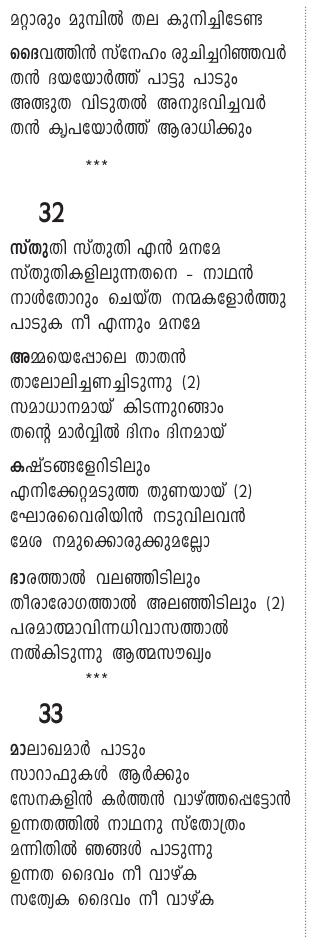 മറ്റാരും മുമ്പിൽ തല കുനിച്ചിടേണ്ട
ദൈവത്തിൻ സ്നേഹം രുചിച്ചറിഞ്ഞവർ
തൻ ദയയോർത്ത് പാട്ടു പാടും
അത്ഭുത വിടുതൽ അനുഭവിച്ചവർ
തൻ കൃപയോർത്ത് ആരാധിക്കും
***
32
സ്തുതി സ്തുതി എൻ മനമേ
സ്തുതികളിലുന്നതനെ - നാഥൻ
നാൾതോറും ചെയ്ത നന്മകളോർത്തു
പാടുക നീ എന്നും മനമേ
അമ്മയെപ്പോലെ താതൻ
താലോലിച്ചണച്ചിടുന്നു (2)
സമാധാനമായ് കിടന്നുറങ്ങാം
തന്റെ മാർവ്വിൽ ദിനം ദിനമായ്
കഷ്ടങ്ങളേറിടിലും
എനിക്കേറ്റമടുത്ത തുണയായ് (2)
ഘോരവൈരിയിൻ നടുവിലവൻ
മേശ നമുക്കൊരുക്കുമല്ലോ
ഭാരത്താൽ വലഞ്ഞിടിലും
തീരാരോഗത്താൽ അലഞ്ഞിടിലും (2)
പരമാത്മാവിന്നധിവാസത്താൽ
നൽകിടുന്നു ആത്മസൗഖ്യം
***
33
മാലാഖമാർ പാടും
സാറാഫുകൾ ആർക്കും
സേനകളിൻ കർത്തൻ വാഴ്ത്തപ്പെട്ടോൻ
ഉന്നതത്തിൽ നാഥനു സ്തോത്രം
മന്നിതിൽ ഞങ്ങൾ പാടുന്നു
ഉന്നത ദൈവം നീ വാഴ്ക
സത്യേക ദൈവം നീ വാഴ്ക